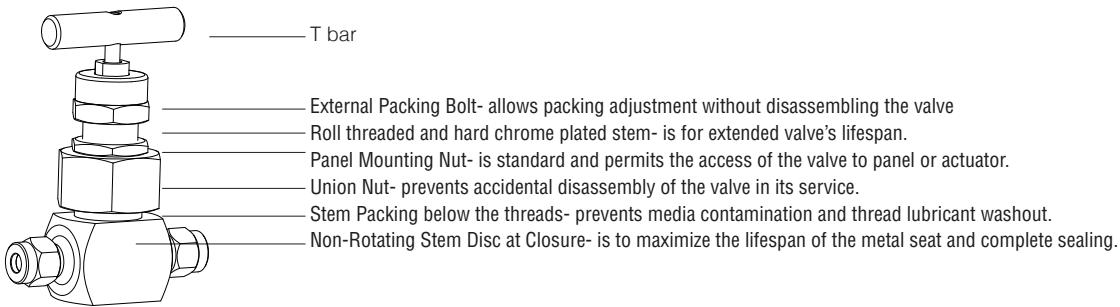 T bar
External Packing Bolt- allows packing adjustment without disassembling the valve
Roll threaded and hard chrome plated stem- is for extended valve's lifespan.
Panel Mounting Nut- is standard and permits the access of the valve to panel or actuator.
Union Nut- prevents accidental disassembly of the valve in its service.
Stem Packing below the threads- prevents media contamination and thread lubricant washout.
Non-Rotating Stem Disc at Closure- is to maximize the lifespan of the metal seat and complete sealing.